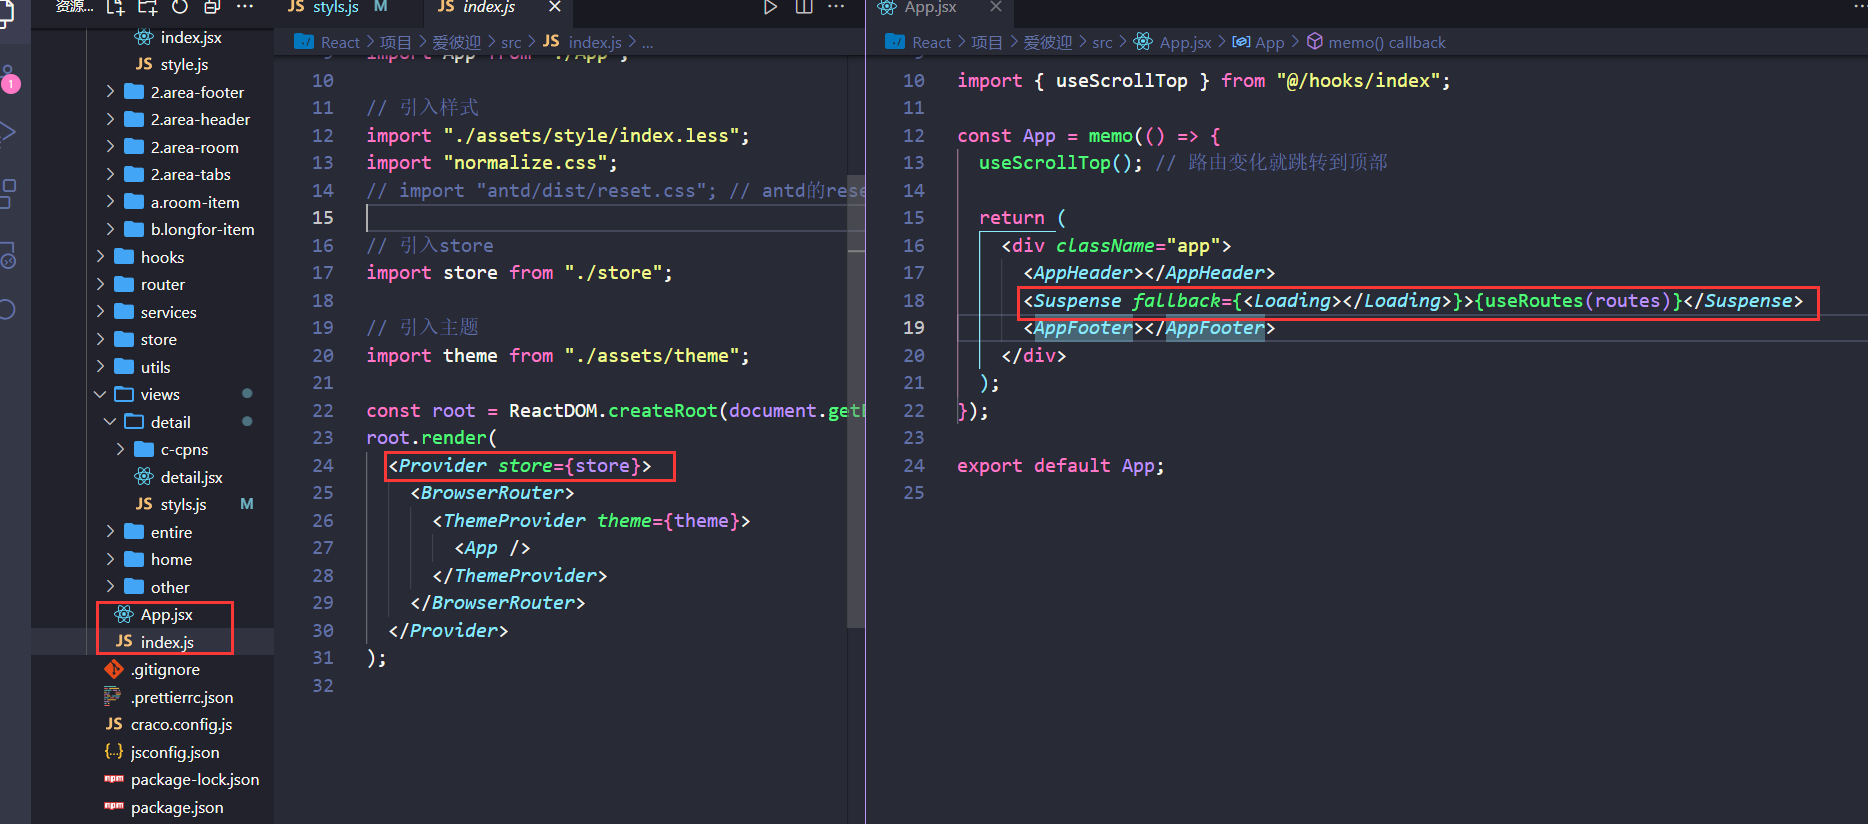 资源...
index.jsx
style.js
2.area-footer
2.area-header
2.area-room
2.area-tabs
a.room-item
b.longfor-item
hooks
router
services
store
utils
views
detail
c-cpns
detail.jsx
JS styls.js M
entire
home
other
App.jsx
JS index.js
.gitignore
.prettierrc.json
JS craco.config.js
{..} jsconfig.json
npm package-lock.json
npm package.json
1
JS styls.js M
JS index.js
React > 项目 > 爱彼迎 > src > JS index.js > ...
import App from "./App";
10
11 // 引入样式
12 import "./assets/style/index.less";
13 import "normalize.css";
14 // import "antd/dist/reset.css"; // antd的rese
15
16 // 引入store
17 import store from "./store";
18
19 // 引入主题
20 import theme from "./assets/theme";
21
22 const root = ReactDOM.createRoot(document.getE
23 root.render(
24 <Provider store={store}>
25 <BrowserRouter>
26 <ThemeProvider theme={theme}>
27 <App />
28 </ThemeProvider>
29 </BrowserRouter>
30 </Provider>
31 );
32
App.jsx
React > 项目 > 爱彼迎 > src > App.jsx > App > memo() callback
10 import { useScrollTop } from "@/hooks/index";
11
12 const App = memo(() => {
13 useScrollTop(); // 路由变化就跳转到顶部
14
15 return (
16 <div className="app">
17 <AppHeader></AppHeader>
18 <Suspense fallback={<Loading></Loading>}>{useRoutes(routes)}</Suspense>
19 <AppFooter></AppFooter>
20 </div>
21 );
22 });
23
24 export default App;
25